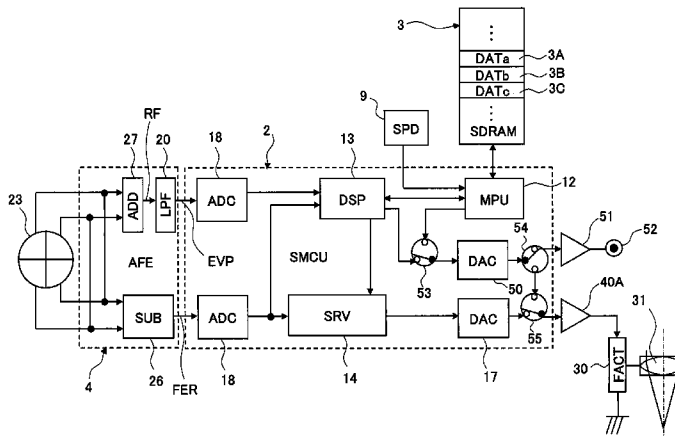 3
⋮
DATa
3A
DATb
3B
DATc
3C
⋮
SDRAM
9
SPD
RF
27
20
18
2
13
12
23
ADD
LPF
ADC
DSP
MPU
51
54
52
AFE
EVP
SMCU
53
DAC
50
40A
SUB
ADC
SRV
DAC
55
31
4
26
FER
18
14
17
30
FACT